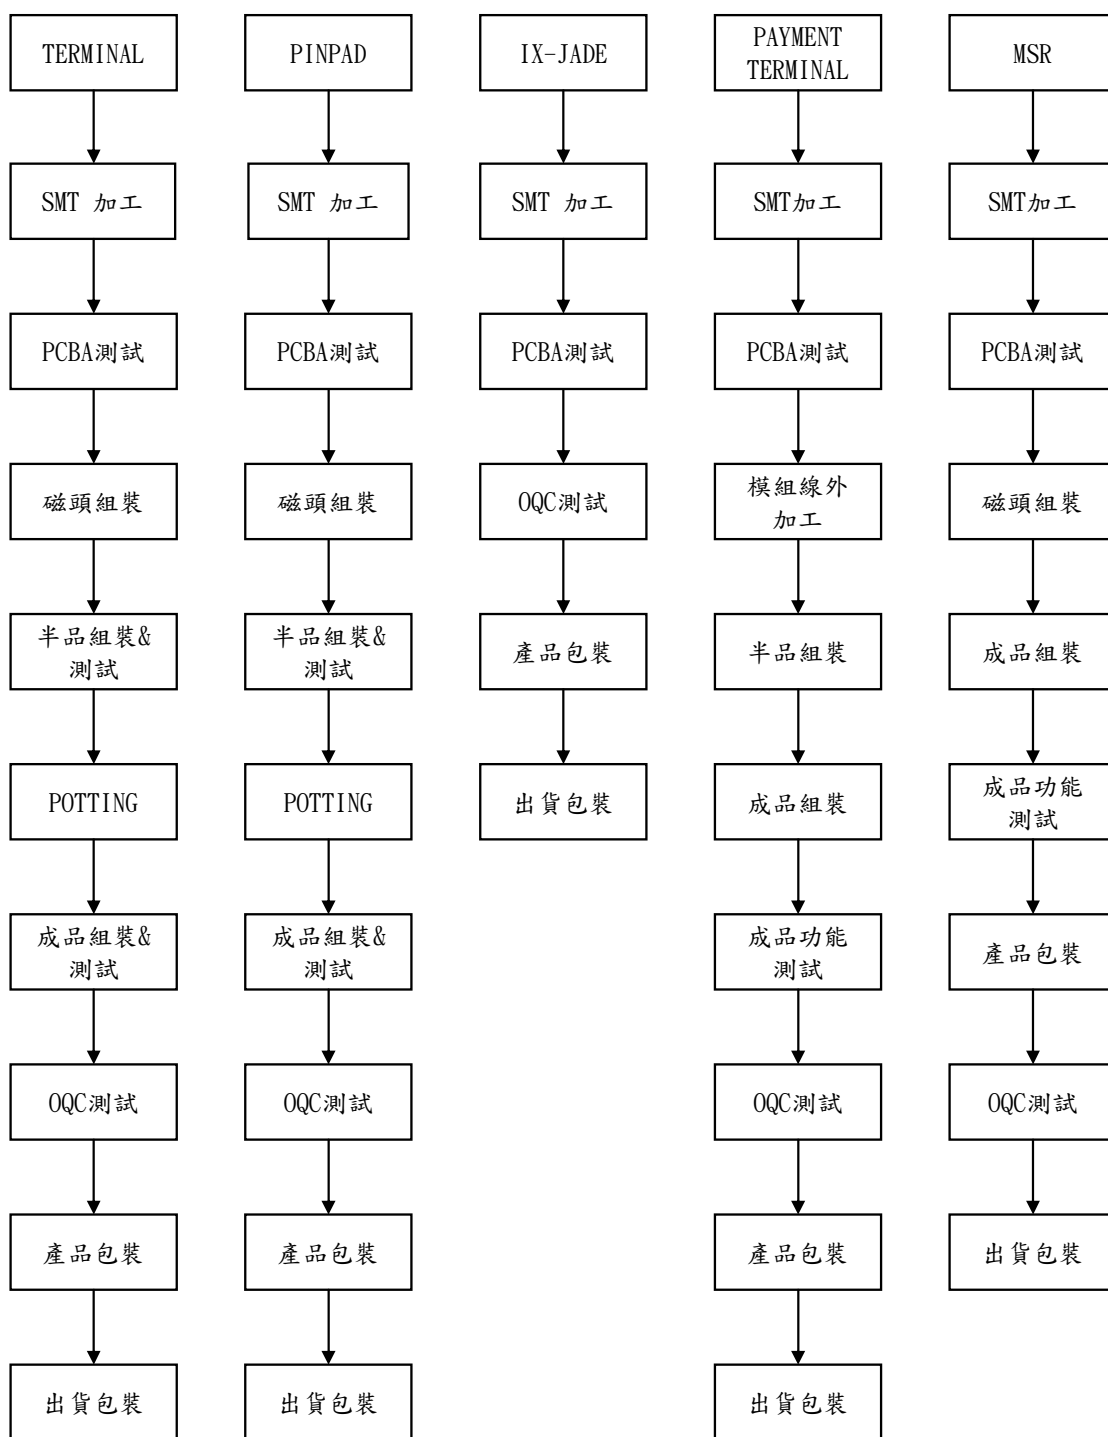 TERMINAL
SMT 加工
PCBA測試
磁頭組裝
半品組裝&
測試
POTTING
成品組裝&
測試
OQC測試
產品包裝
出貨包裝
PINPAD
SMT 加工
PCBA測試
磁頭組裝
半品組裝&
測試
POTTING
成品組裝&
測試
OQC測試
產品包裝
出貨包裝
IX-JADE
SMT 加工
PCBA測試
OQC測試
產品包裝
出貨包裝
PAYMENT
TERMINAL
SMT加工
PCBA測試
模組線外
加工
半品組裝
成品組裝
成品功能
測試
OQC測試
產品包裝
出貨包裝
MSR
SMT加工
PCBA測試
磁頭組裝
成品組裝
成品功能
測試
產品包裝
OQC測試
出貨包裝